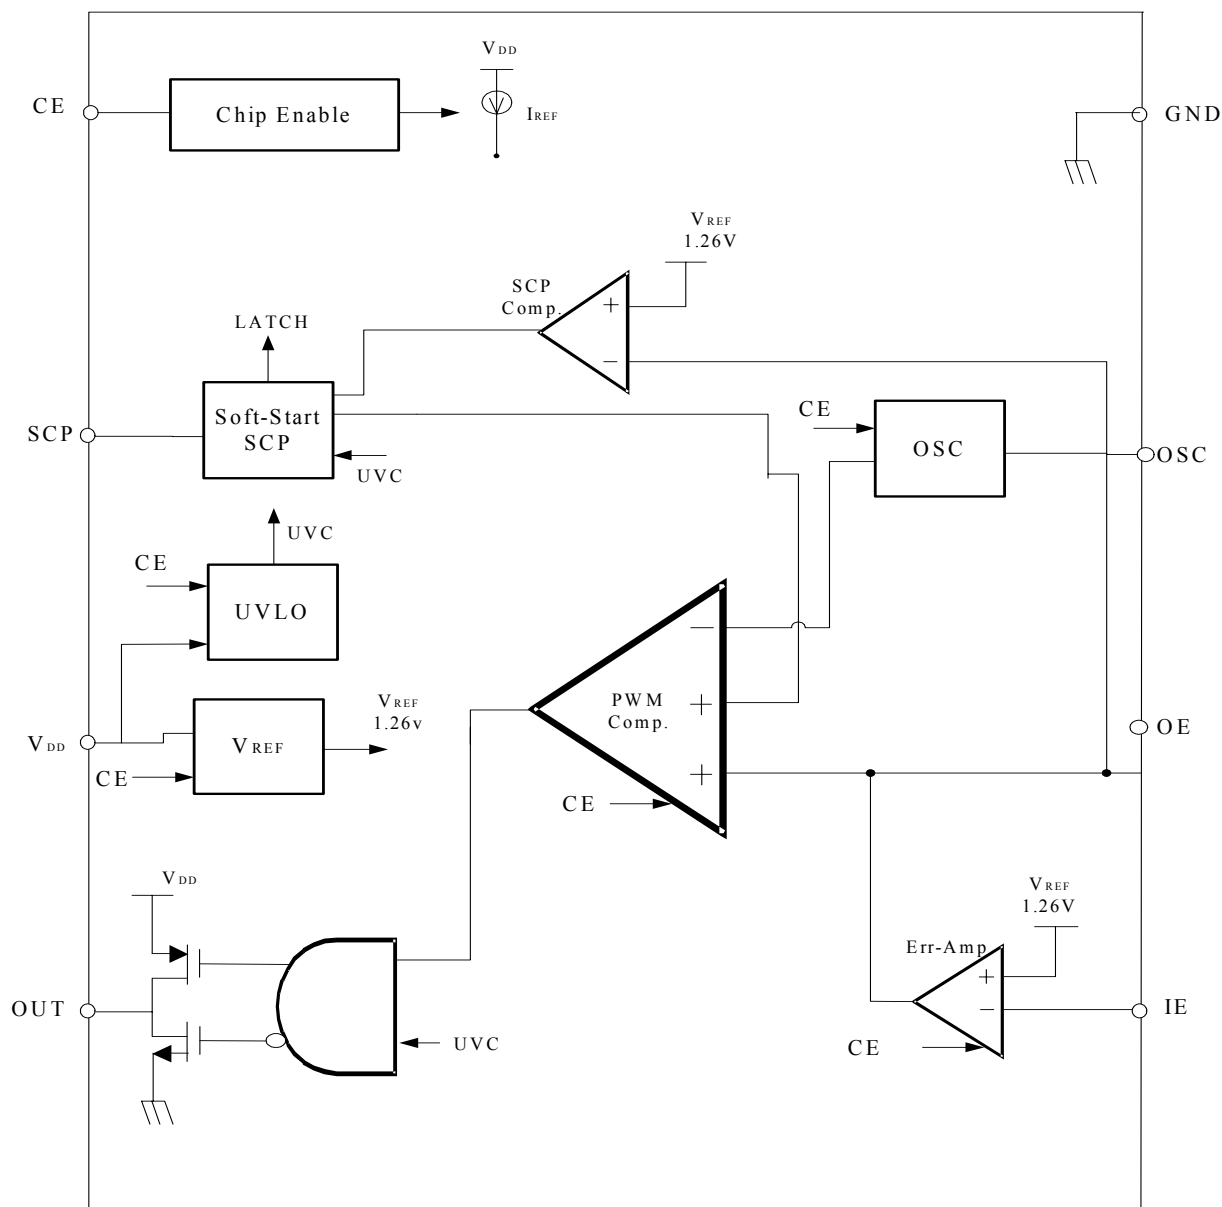 VDD
CE
Chip Enable
IREF
GND
VREF
1.26V
SCP
Comp.
+
−
LATCH
Soft-Start
SCP
SCP
UVC
CE
OSC
OSC
UVC
CE
UVLO
−
PWM
Comp.
+
+
VREF
1.26v
VDD
VREF
CE
OE
CE
VDD
VREF
1.26V
Err-Amp
+
−
OUT
IE
UVC
CE